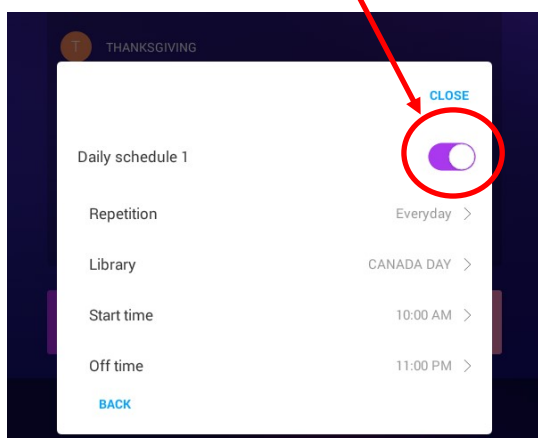 T THANKSGIVING
CLOSE
Daily schedule 1
Repetition Everyday >
Library CANADA DAY >
Start time 10:00 AM >
Off time 11:00 PM >
BACK